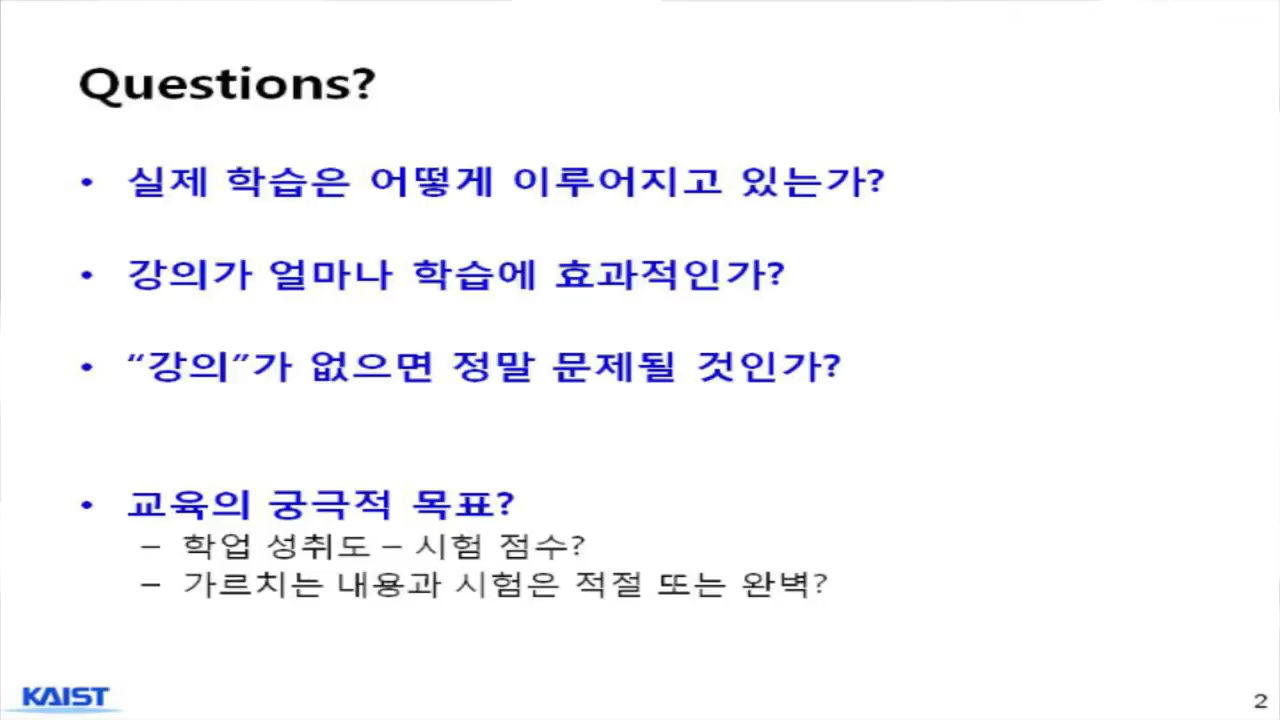 Questions?
• 실제 학습은 어떻게 이루어지고 있는가?
• 강의가 얼마나 학습에 효과적인가?
• “강의”가 없으면 정말 문제될 것인가?
• 교육의 궁극적 목표?
– 학업 성취도 – 시험 점수?
– 가르치는 내용과 시험은 적절 또는 완벽?
KAIST
2